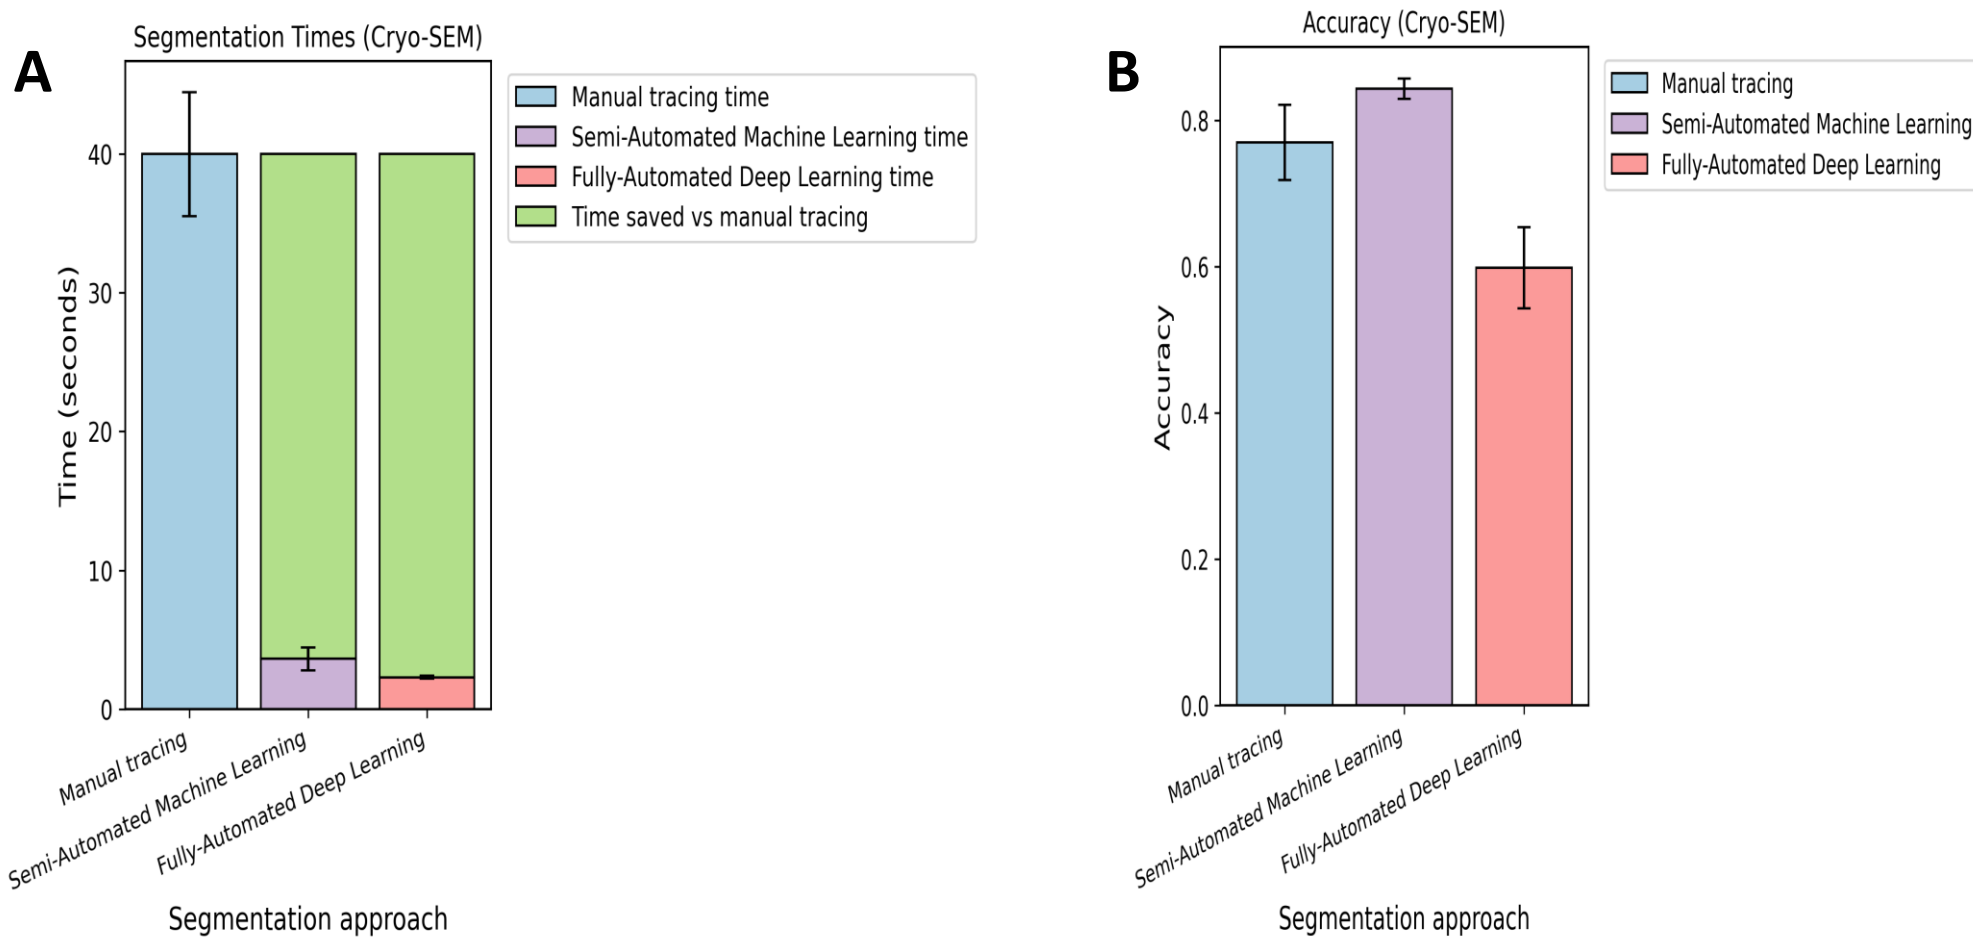 A
Segmentation Times (Cryo-SEM)
Time (seconds)
40
30
20
10
0
Manual tracing
Semi-Automated Machine Learning
Fully-Automated Deep Learning
Segmentation approach
Manual tracing time
Semi-Automated Machine Learning time
Fully-Automated Deep Learning time
Time saved vs manual tracing
B
Accuracy (Cryo-SEM)
Accuracy
0.8
0.6
0.4
0.2
0.0
Manual tracing
Semi-Automated Machine Learning
Fully-Automated Deep Learning
Segmentation approach
Manual tracing
Semi-Automated Machine Learning
Fully-Automated Deep Learning